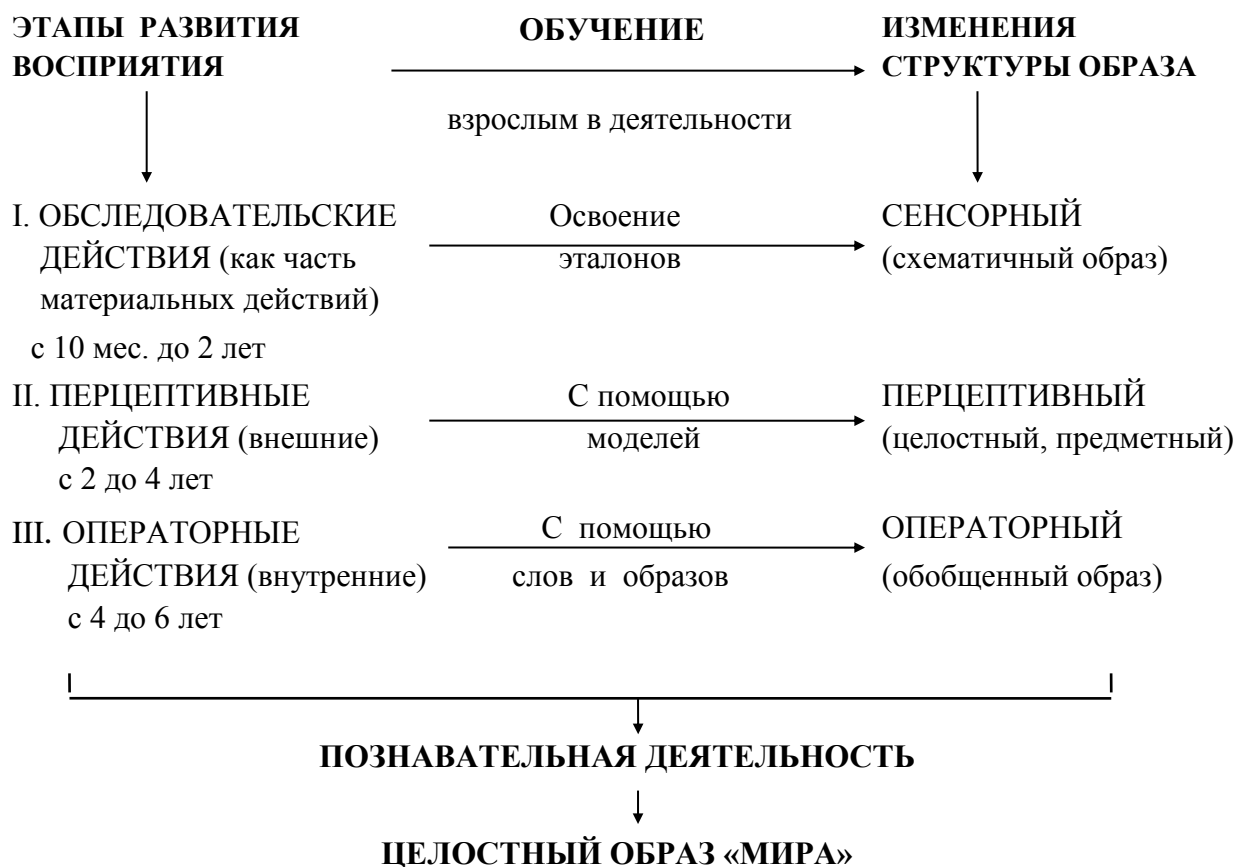 ЭТАПЫ РАЗВИТИЯ
ВОСПРИЯТИЯ
ОБУЧЕНИЕ
взрослым в деятельности
ИЗМЕНЕНИЯ
СТРУКТУРЫ ОБРАЗА
I. ОБСЛЕДОВАТЕЛЬСКИЕ
ДЕЙСТВИЯ (как часть
материальных действий)
с 10 мес. до 2 лет
Освоение
эталонов
СЕНСОРНЫЙ
(схематичный образ)
II. ПЕРЦЕПТИВНЫЕ
ДЕЙСТВИЯ (внешние)
с 2 до 4 лет
С помощью
моделей
ПЕРЦЕПТИВНЫЙ
(целостный, предметный)
III. ОПЕРАТОРНЫЕ
ДЕЙСТВИЯ (внутренние)
с 4 до 6 лет
С помощью
слов и образов
ОПЕРАТОРНЫЙ
(обобщенный образ)
ПОЗНАВАТЕЛЬНАЯ ДЕЯТЕЛЬНОСТЬ
ЦЕЛОСТНЫЙ ОБРАЗ «МИРА»